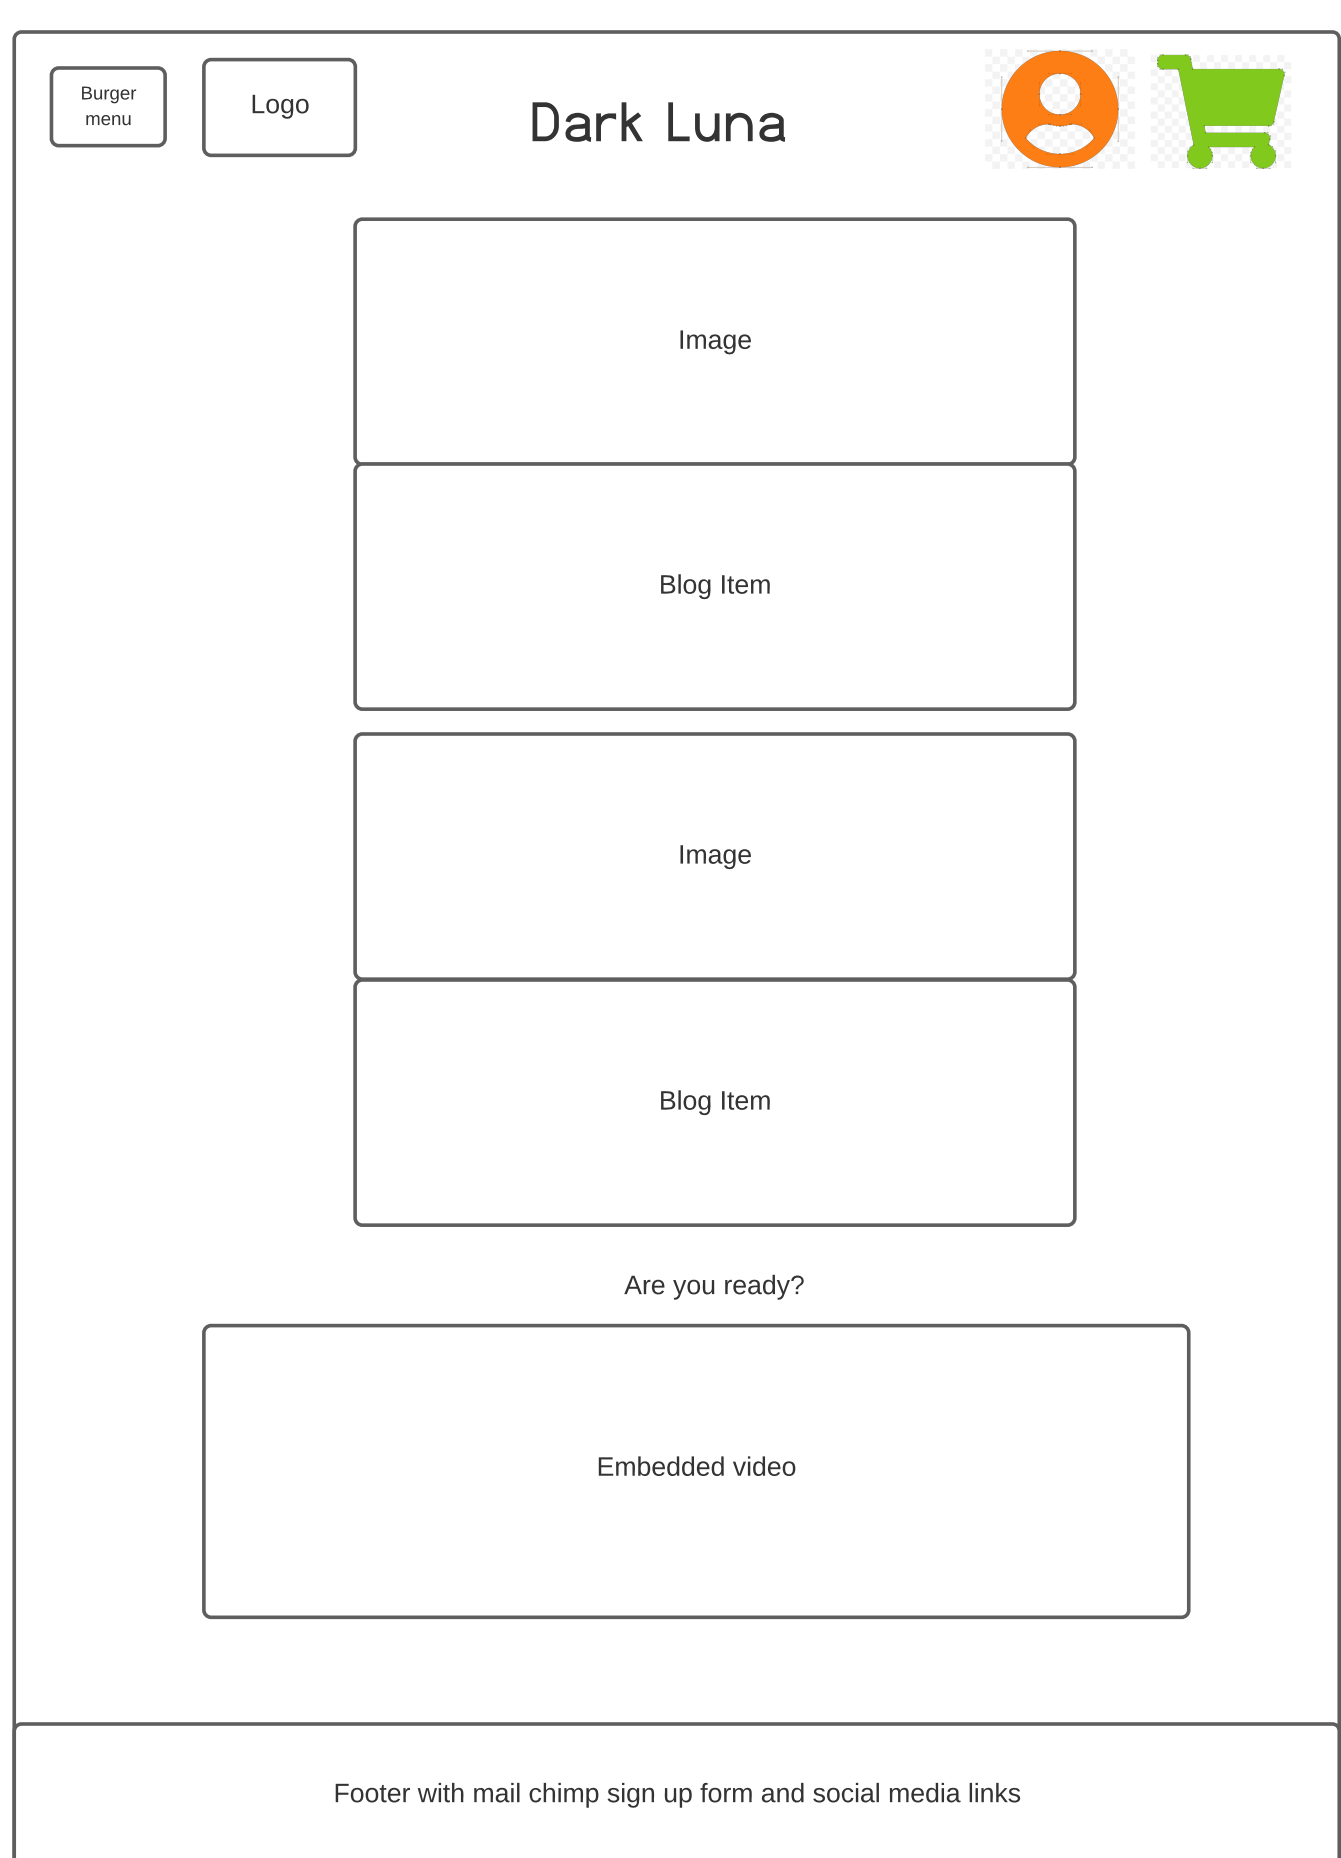 Burger
menu
Logo
Dark Luna
Image
Blog Item
Image
Blog Item
Are you ready?
Embedded video
Footer with mail chimp sign up form and social media links